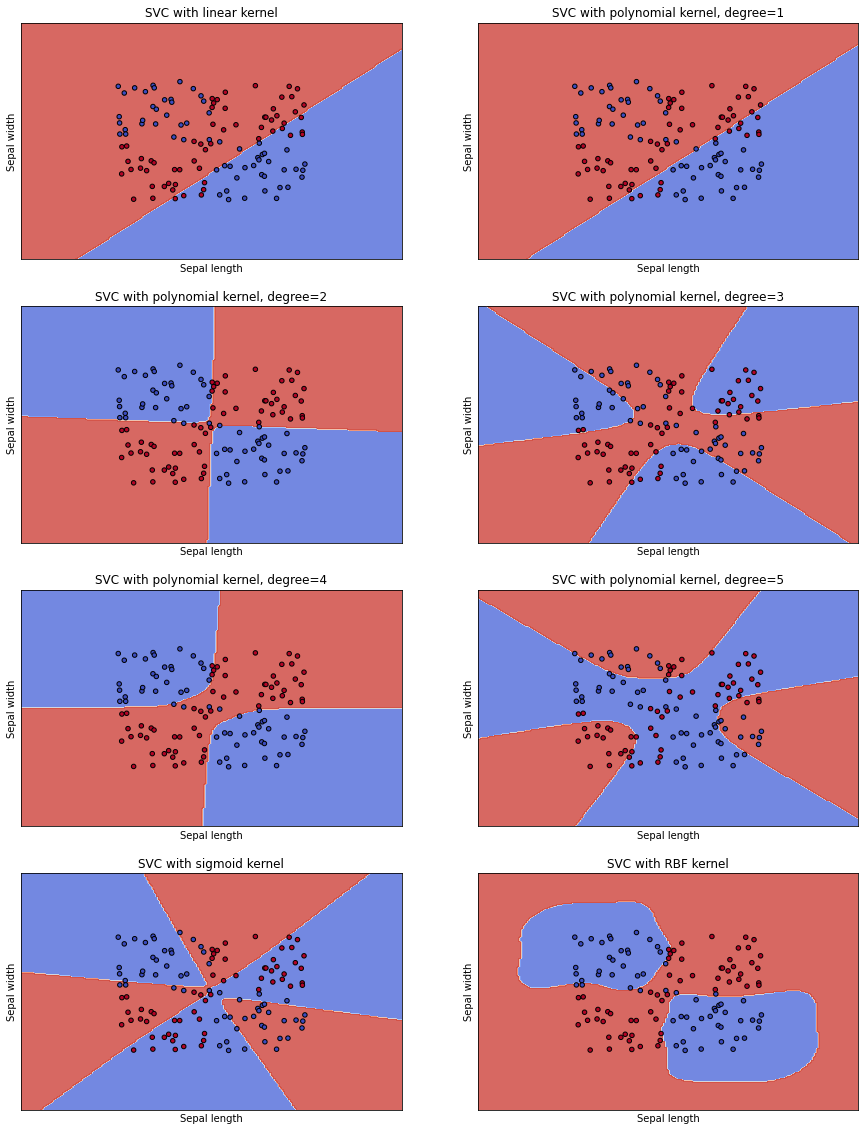 SVC with linear kernel
Sepal width
Sepal length
SVC with polynomial kernel, degree=1
Sepal width
Sepal length
SVC with polynomial kernel, degree=2
Sepal width
Sepal length
SVC with polynomial kernel, degree=3
Sepal width
Sepal length
SVC with polynomial kernel, degree=4
Sepal width
Sepal length
SVC with polynomial kernel, degree=5
Sepal width
Sepal length
SVC with sigmoid kernel
Sepal width
Sepal length
SVC with RBF kernel
Sepal width
Sepal length